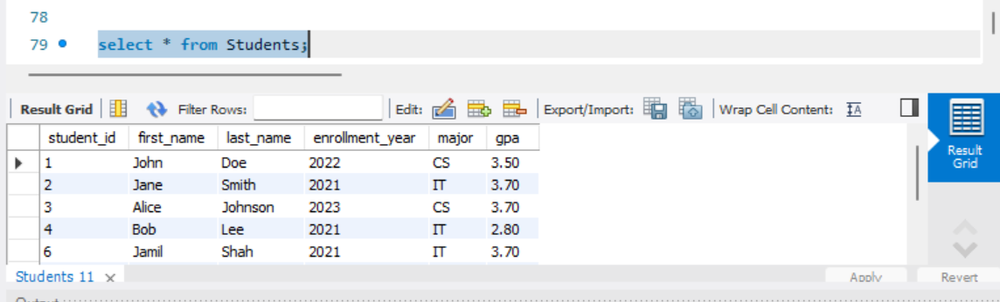 78
79 select * from Students;
Result Grid Filter Rows: Edit: Export/Import: Wrap Cell Content:
student_id first_name last_name enrollment_year major gpa
1 John Doe 2022 CS 3.50
2 Jane Smith 2021 IT 3.70
3 Alice Johnson 2023 CS 3.70
4 Bob Lee 2021 IT 2.80
6 Jamil Shah 2021 IT 3.70
Result
Grid
Students 11 Apply Revert
Output